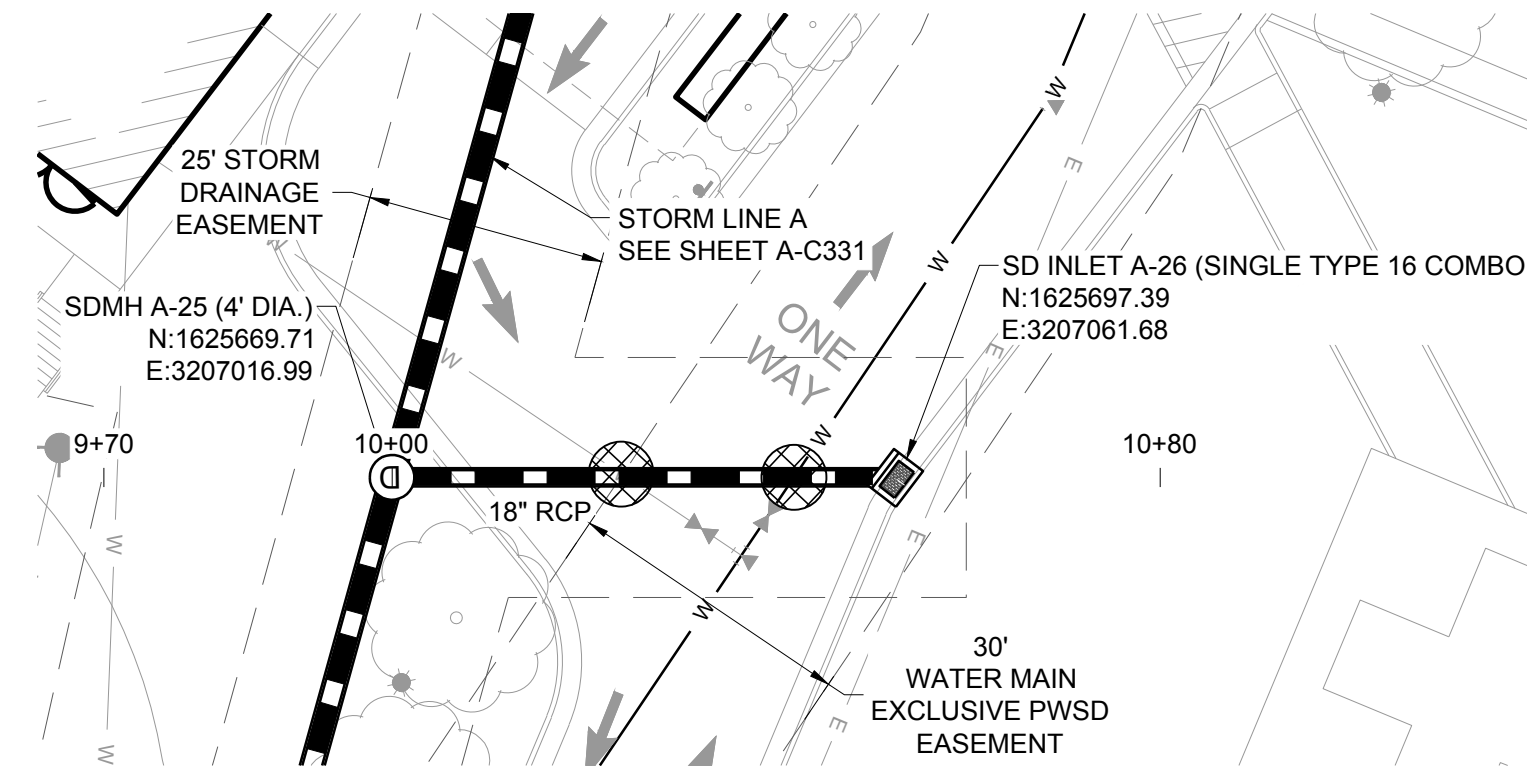 25' STORM
DRAINAGE
EASEMENT
STORM LINE A
SEE SHEET A-C331
SD INLET A-26 (SINGLE TYPE 16 COMBO
N:1625697.39
E:3207061.68
SDMH A-25 (4' DIA.)
N:1625669.71
E:3207016.99
ONE
WAY
9+70
10+00
10+80
18" RCP
30'
WATER MAIN
EXCLUSIVE PWSD
EASEMENT
W
W
W
W
W
W
W
E
E
E
E